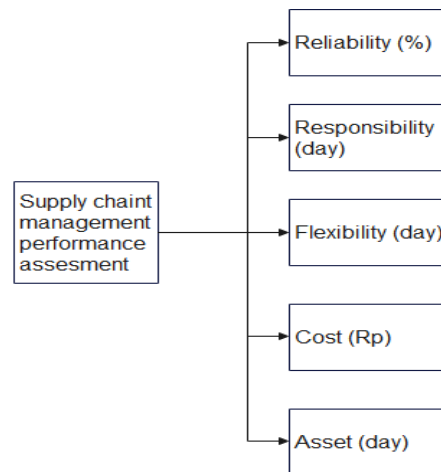 Reliability (%)
Responsibility
(day)
Supply chaint
management
performance
assesment
Flexibility (day)
Cost (Rp)
Asset (day)